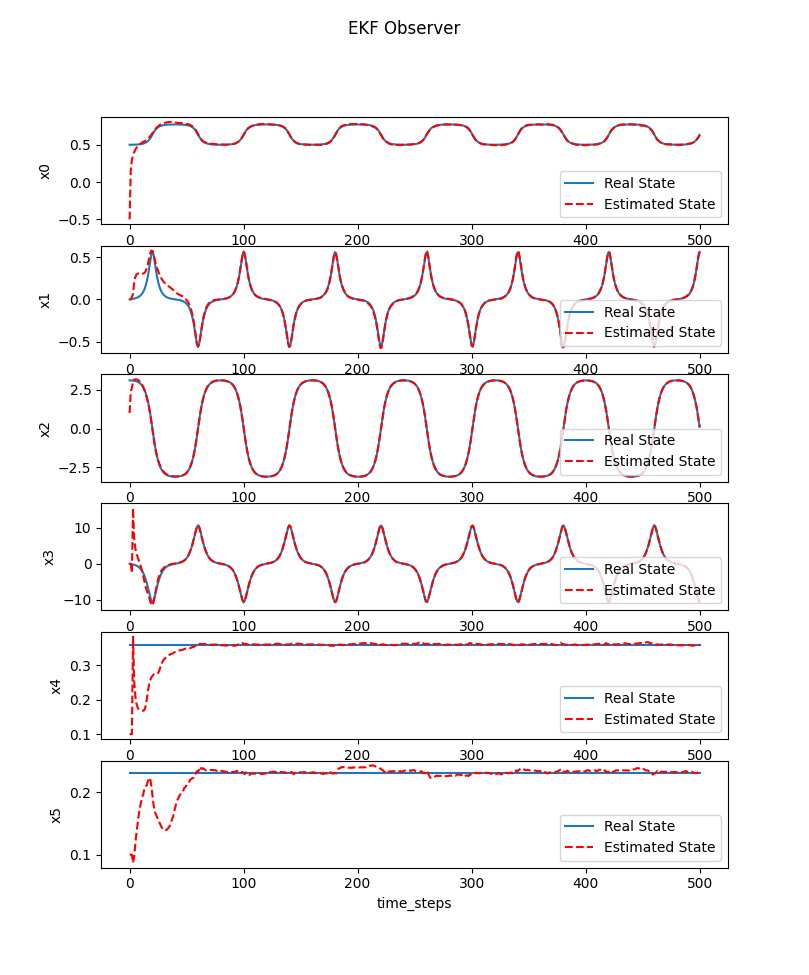 EKF Observer
0.5
0.0
−0.5
x0
Real State
Estimated State
0 100 200 300 400 500
0.5
0.0
−0.5
x1
Real State
Estimated State
0 100 200 300 400 500
2.5
0.0
−2.5
x2
Real State
Estimated State
0 100 200 300 400 500
10
0
−10
x3
Real State
Estimated State
0 100 200 300 400 500
0.3
0.2
0.1
x4
Real State
Estimated State
0 100 200 300 400 500
0.2
0.1
x5
Real State
Estimated State
0 100 200 300 400 500
time_steps